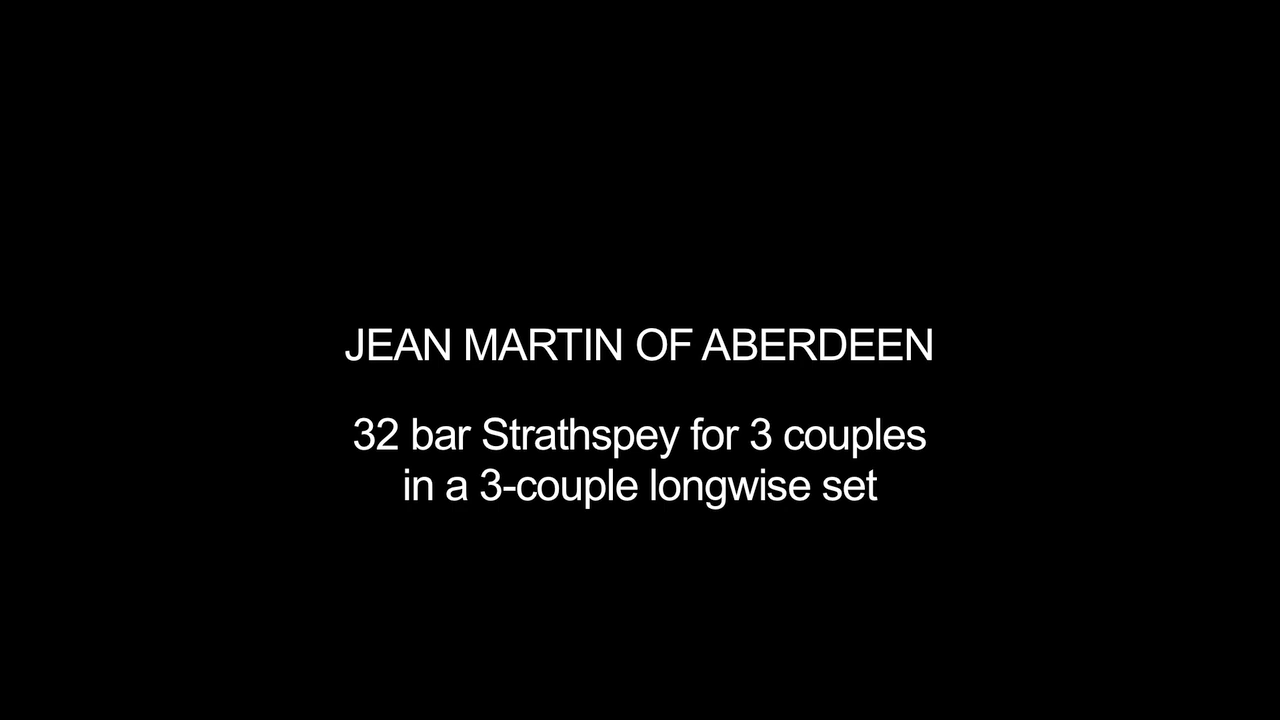 JEAN MARTIN OF ABERDEEN
32 bar Strathspey for 3 couples
in a 3-couple longwise set